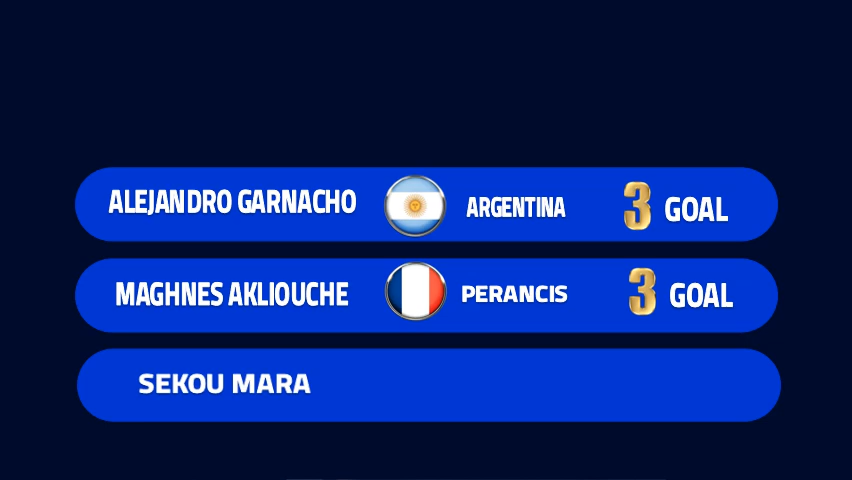 ALEJANDRO GARNACHO ARGENTINA 3 GOAL
MAGHNES AKLIOUCHE PERANCIS 3 GOAL
SEKOU MARA